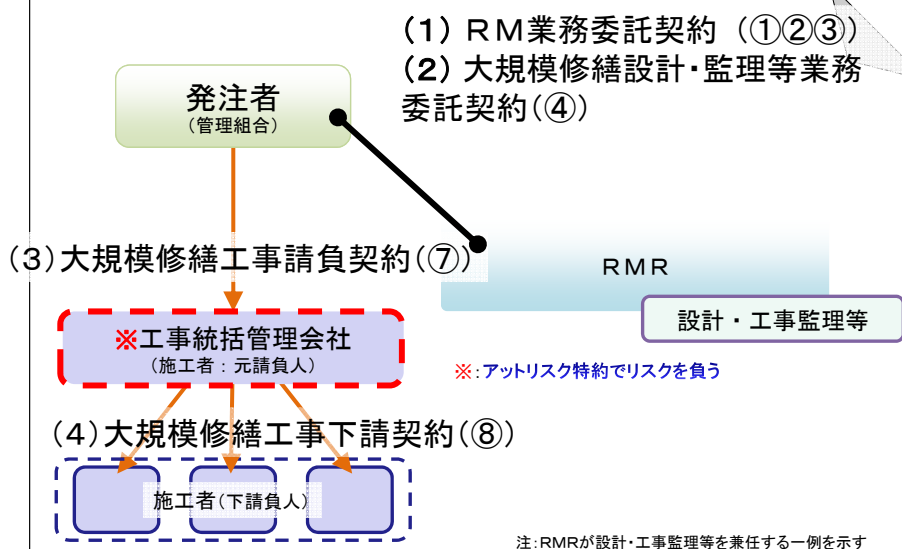 (1) RM業務委託契約 (①②③)
(2) 大規模修繕設計・監理等業務
委託契約(④)
発注者
(管理組合)
(3)大規模修繕工事請負契約(⑦)
RMR
設計・工事監理等
※工事統括管理会社
(施工者:元請負人)
※:アットリスク特約でリスクを負う
(4)大規模修繕工事下請契約(⑧)
施工者(下請負人)
注:RMRが設計・工事監理等を兼任する一例を示す